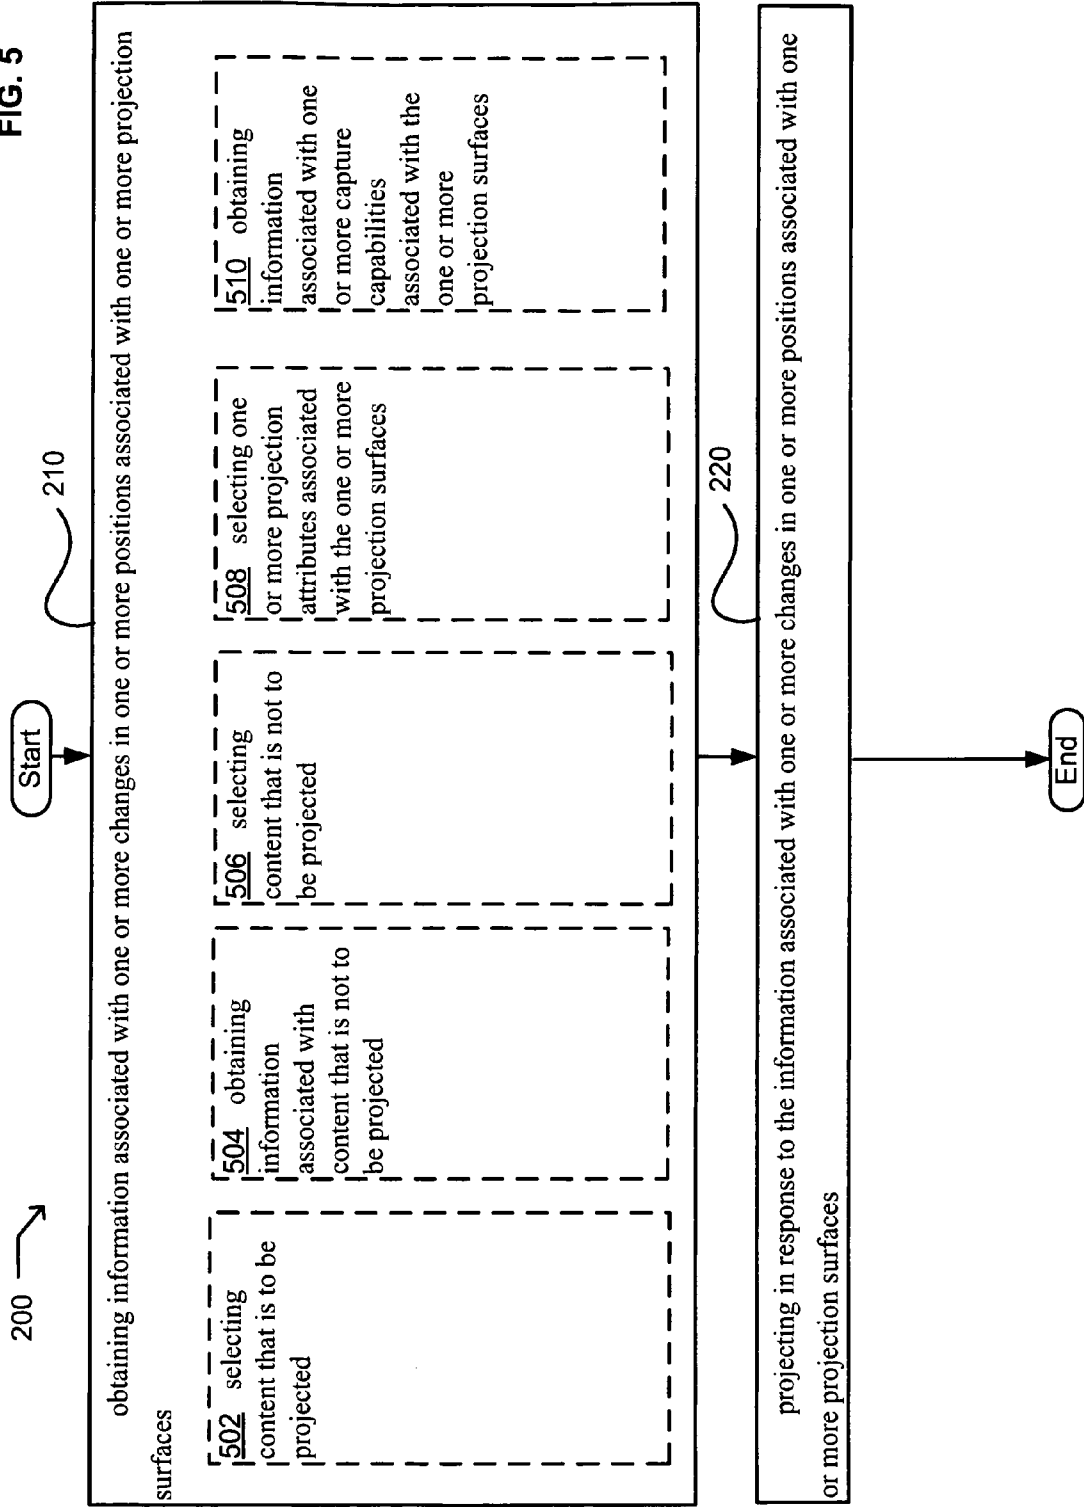 FIG. 5
200
Start
210
obtaining information associated with one or more changes in one or more positions associated with one or more projection
surfaces
502 selecting
content that is to be
projected
504 obtaining
information
associated with
content that is not to
be projected
506 selecting
content that is not to
be projected
508 selecting one
or more projection
attributes associated
with the one or more
projection surfaces
510 obtaining
information
associated with one
or more capture
capabilities
associated with the
one or more
projection surfaces
220
projecting in response to the information associated with one or more changes in one or more positions associated with one
or more projection surfaces
End